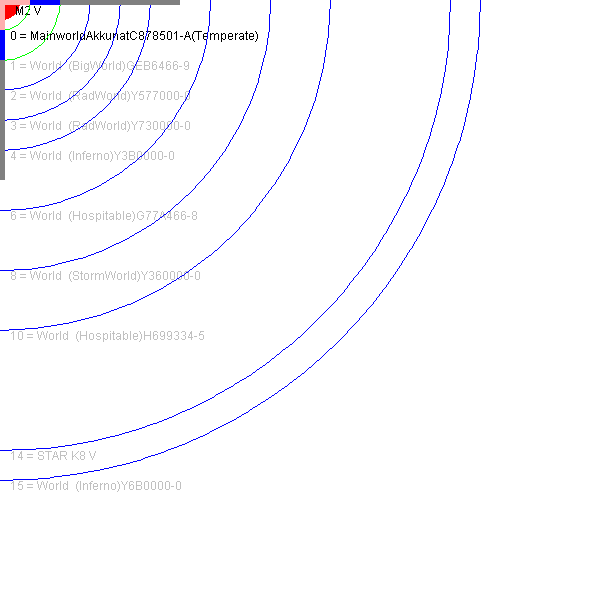 M2 V
0 = MainworldAkkunatC878501-A(Temperate)
1 = World (BigWorld)GEB6466-9
2 = World (RadWorld)Y577000-0
3 = World (RadWorld)Y730000-0
4 = World (Inferno)Y3B0000-0
6 = World (Hospitable)G77A466-8
8 = World (StormWorld)Y360000-0
10 = World (Hospitable)H699334-5
14 = STAR K8 V
15 = World (Inferno)Y6B0000-0